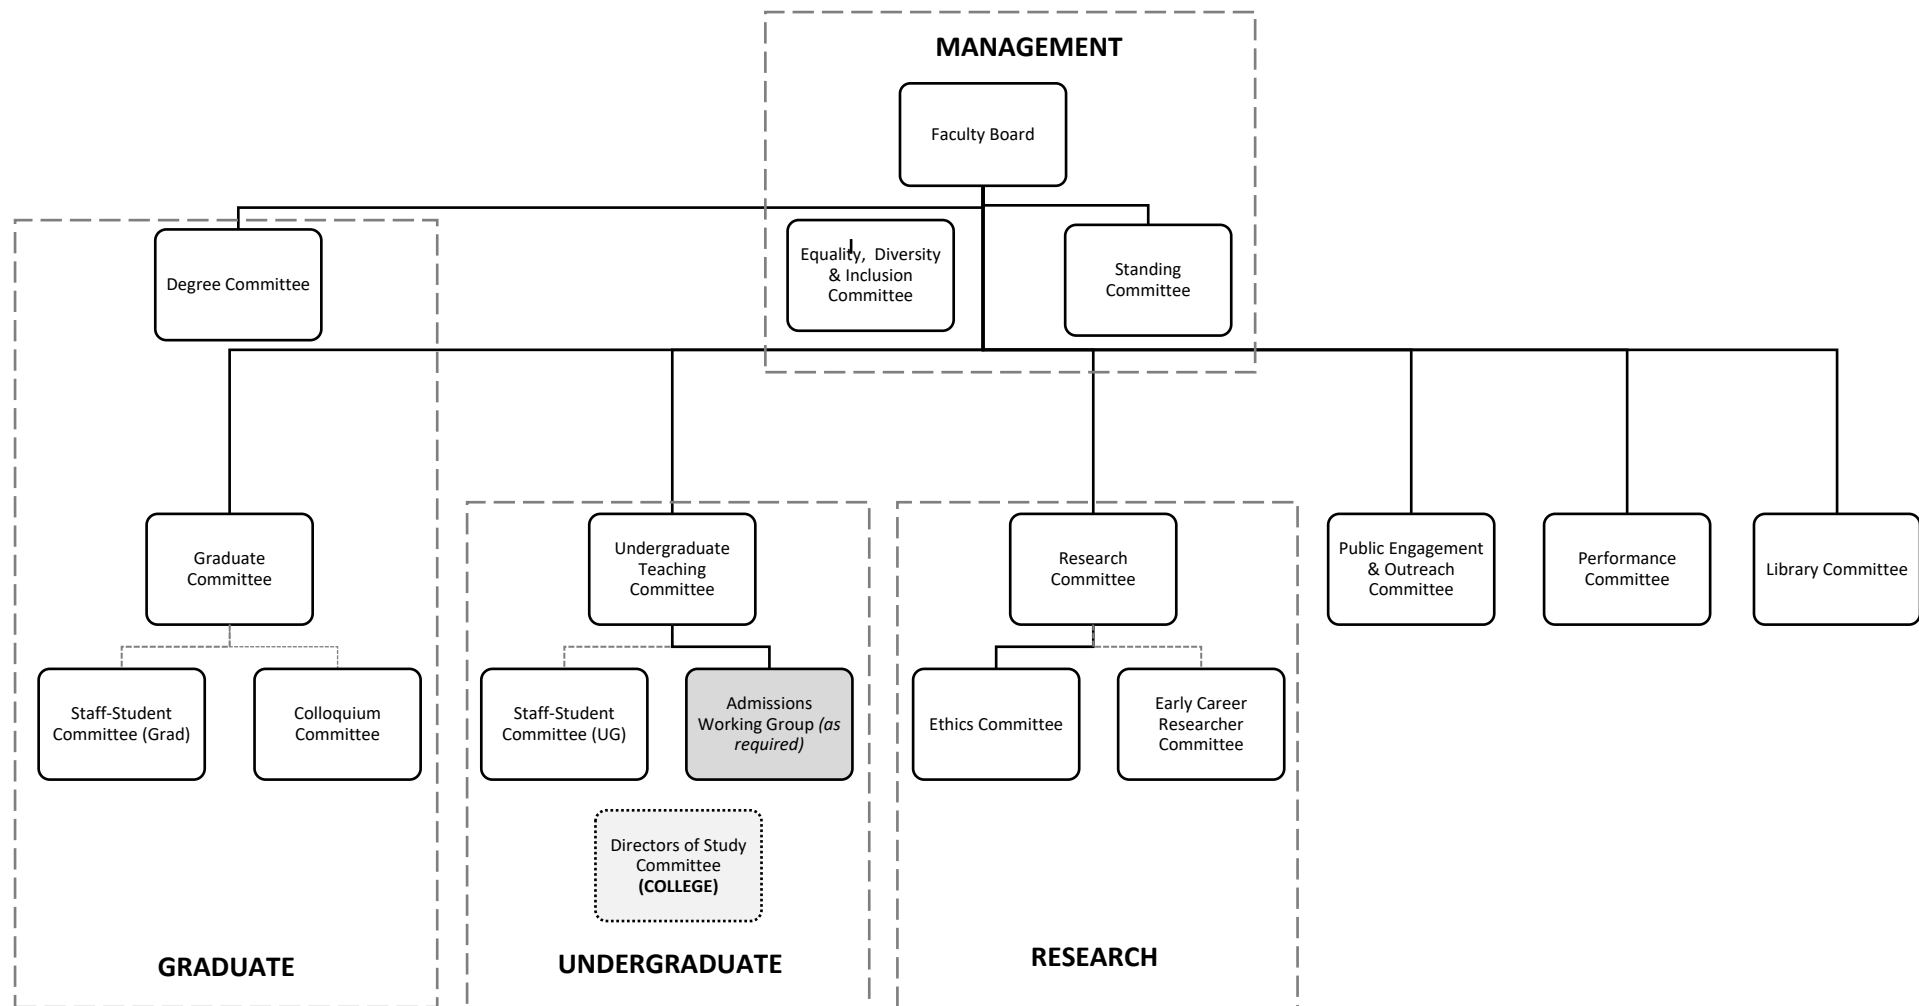 MANAGEMENT
Faculty Board
Degree Committee
Equality,  Diversity
& Inclusion
Committee
Standing
Committee
Graduate
Committee
Undergraduate
Teaching
Committee
Research
Committee
Public Engagement
& Outreach
Committee
Performance
Committee
Library Committee
Staff-Student
Committee (Grad)
Colloquium
Committee
Staff-Student
Committee (UG)
Admissions
Working Group (as
required)
Ethics Committee
Early Career
Researcher
Committee
Directors of Study
Committee
(COLLEGE)
GRADUATE
UNDERGRADUATE
RESEARCH